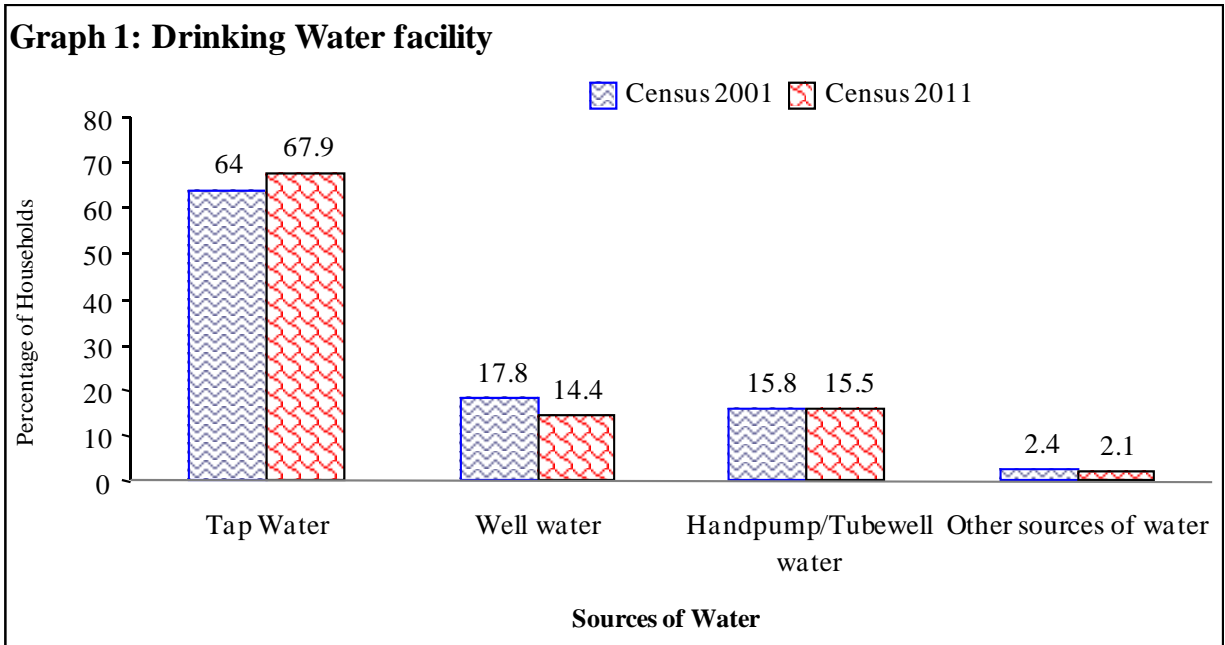 Graph 1: Drinking Water facility
Census 2001 Census 2011
Percentage of Households
80
70
60
50
40
30
20
10
0
64 67.9
17.8 14.4
15.8 15.5
2.4 2.1
Tap Water
Well water
Handpump/Tubewell
water
Other sources of water
Sources of Water